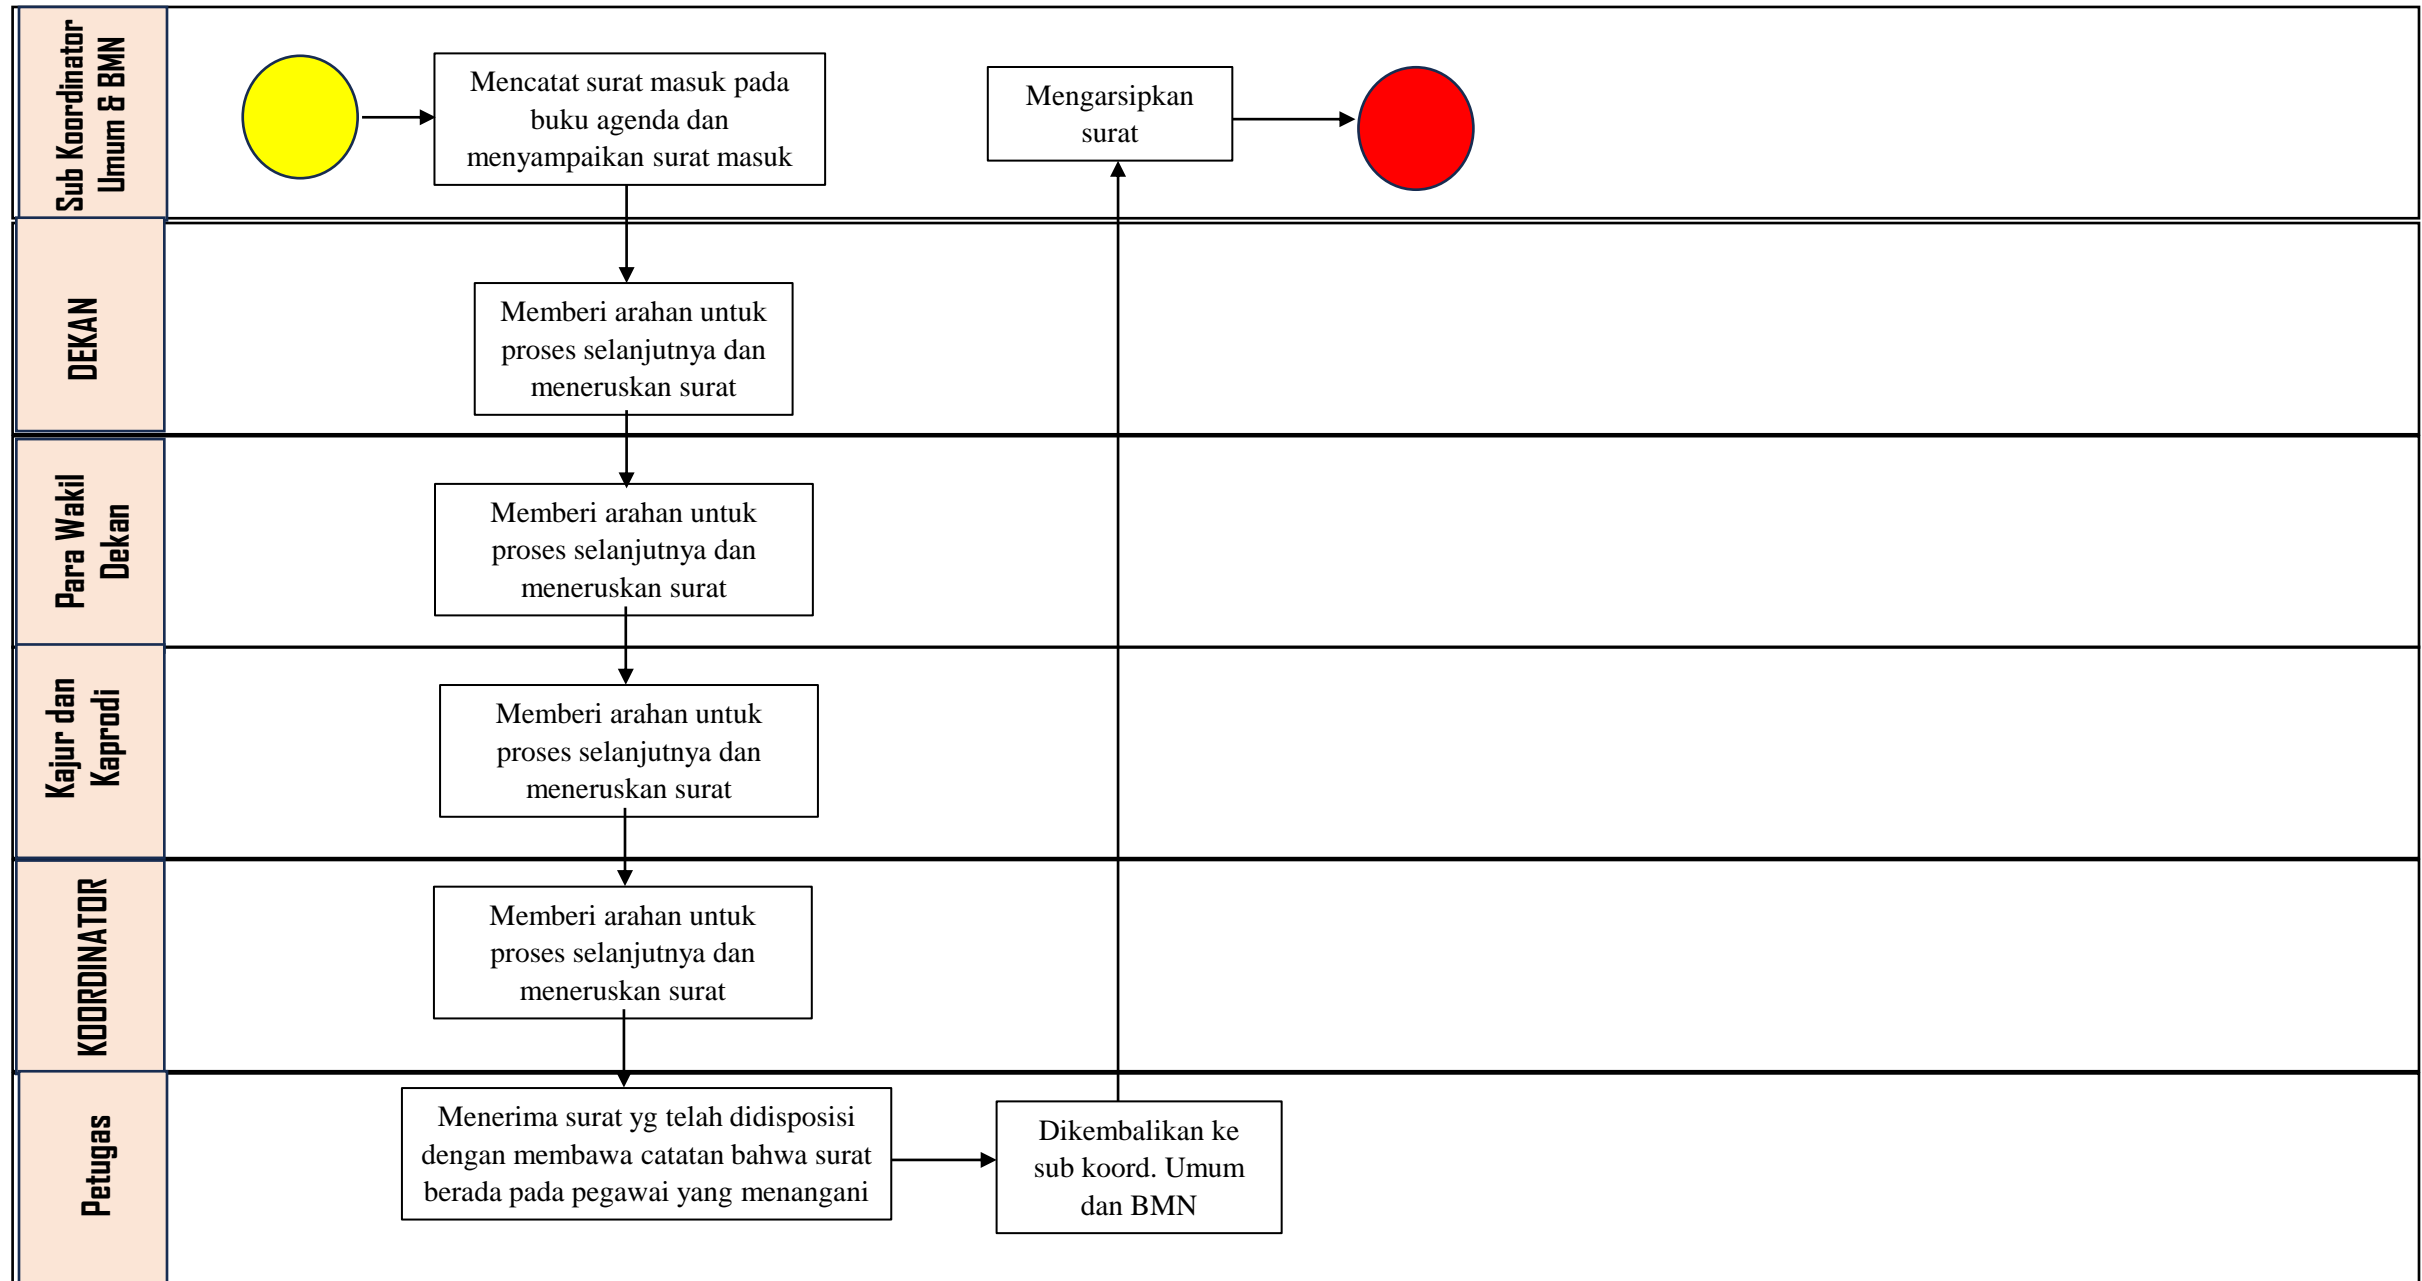 Sub Koordinator
Umum & BMN
Mencatat surat masuk pada
buku agenda dan
menyampaikan surat masuk
Mengarsipkan
surat
DEKAN
Memberi arahan untuk
proses selanjutnya dan
meneruskan surat
Para Wakil
Dekan
Memberi arahan untuk
proses selanjutnya dan
meneruskan surat
Kajur dan
Kaprodi
Memberi arahan untuk
proses selanjutnya dan
meneruskan surat
KOORDINATOR
Memberi arahan untuk
proses selanjutnya dan
meneruskan surat
Petugas
Menerima surat yg telah didisposisi
dengan membawa catatan bahwa surat
berada pada pegawai yang menangani
Dikembalikan ke
sub koord. Umum
dan BMN